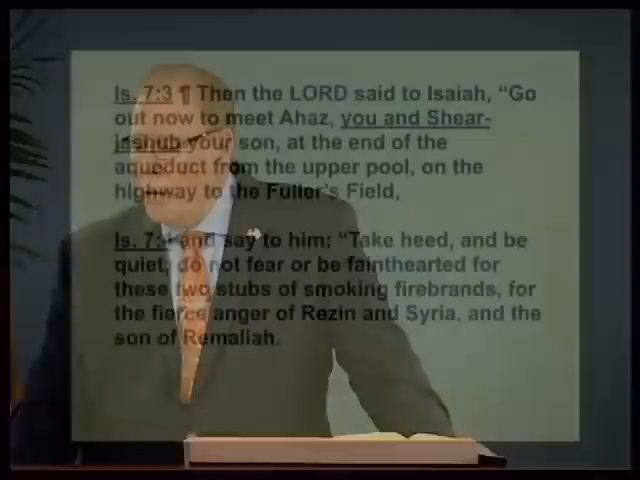 Is. 7:3 ¶ Then the LORD said to Isaiah, “Go
out now to meet Ahaz, you and Shear-
Jashub your son, at the end of the
aqueduct from the upper pool, on the
highway to the Fuller’s Field,
Is. 7:4 and say to him: “Take heed, and be
quiet; do not fear or be fainthearted for
these two stubs of smoking firebrands, for
the fierce anger of Rezin and Syria, and the
son of Remaliah.